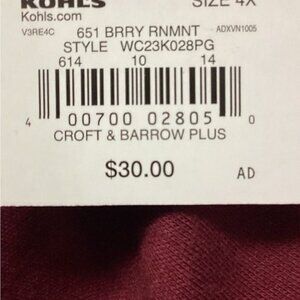 KOHLS SIZE 4X
Kohls.com
V3RE4C 651 BRRY RNMNT ADXVN1005
STYLE WC23K028PG
614 10 14
4 00700 02805 0
CROFT & BARROW PLUS
$30.00 AD